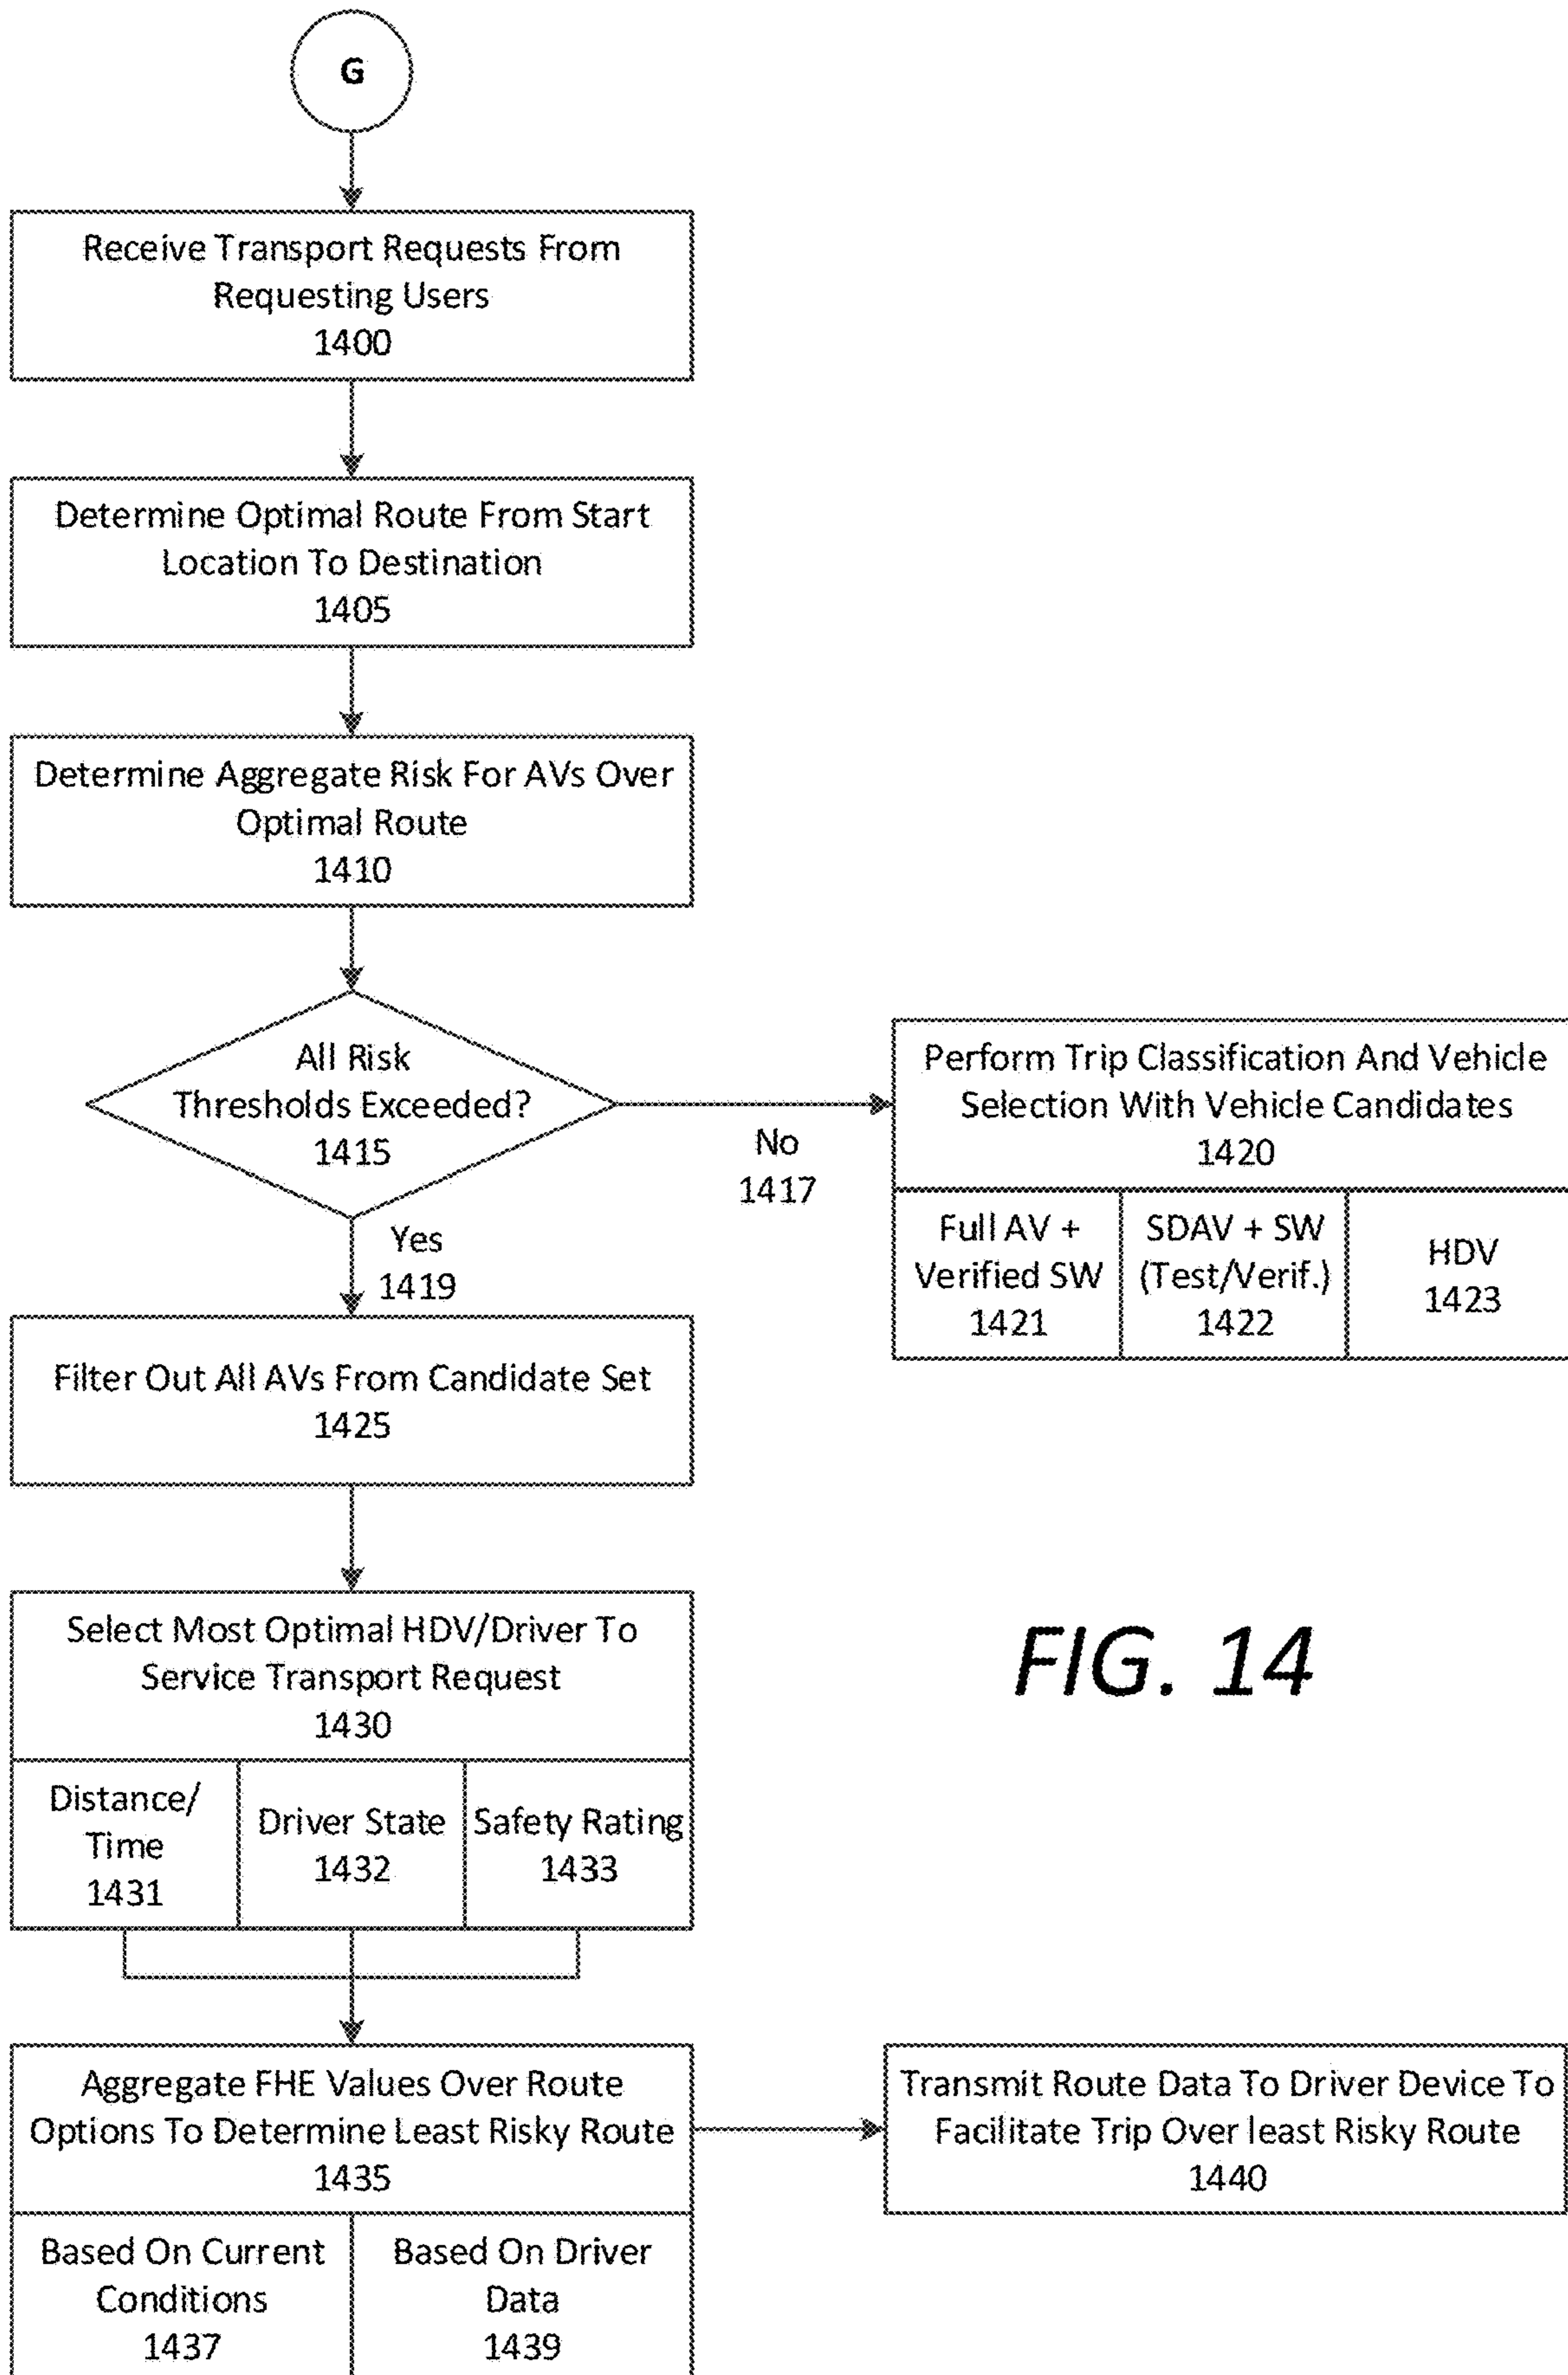 G
Receive Transport Requests From
Requesting Users
1400
Determine Optimal Route From Start
Location To Destination
1405
Determine Aggregate Risk For AVs Over
Optimal Route
1410
All Risk
Thresholds Exceeded?
1415
No
1417
Perform Trip Classification And Vehicle
Selection With Vehicle Candidates
1420
Full AV +
Verified SW
1421
SDAV + SW
(Test/Verif.)
1422
HDV
1423
Yes
1419
Filter Out All AVs From Candidate Set
1425
Select Most Optimal HDV/Driver To
Service Transport Request
1430
Distance/
Time
1431
Driver State
1432
Safety Rating
1433
FIG. 14
Aggregate FHE Values Over Route
Options To Determine Least Risky Route
1435
Based On Current
Conditions
1437
Based On Driver
Data
1439
Transmit Route Data To Driver Device To
Facilitate Trip Over least Risky Route
1440